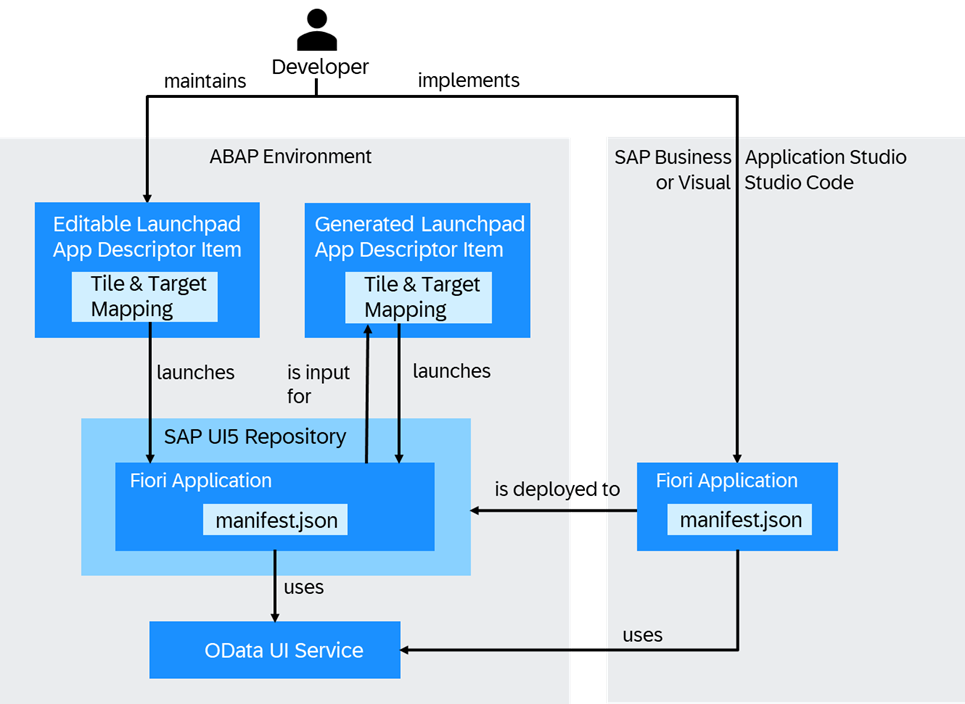 Developer
maintains
implements
ABAP Environment
SAP Business Application Studio
or Visual Studio Code
Editable Launchpad
App Descriptor Item
Tile & Target
Mapping
Generated Launchpad
App Descriptor Item
Tile & Target
Mapping
launches
is input
for
launches
SAP UI5 Repository
Fiori Application
manifest.json
is deployed to
Fiori Application
manifest.json
uses
OData UI Service
uses